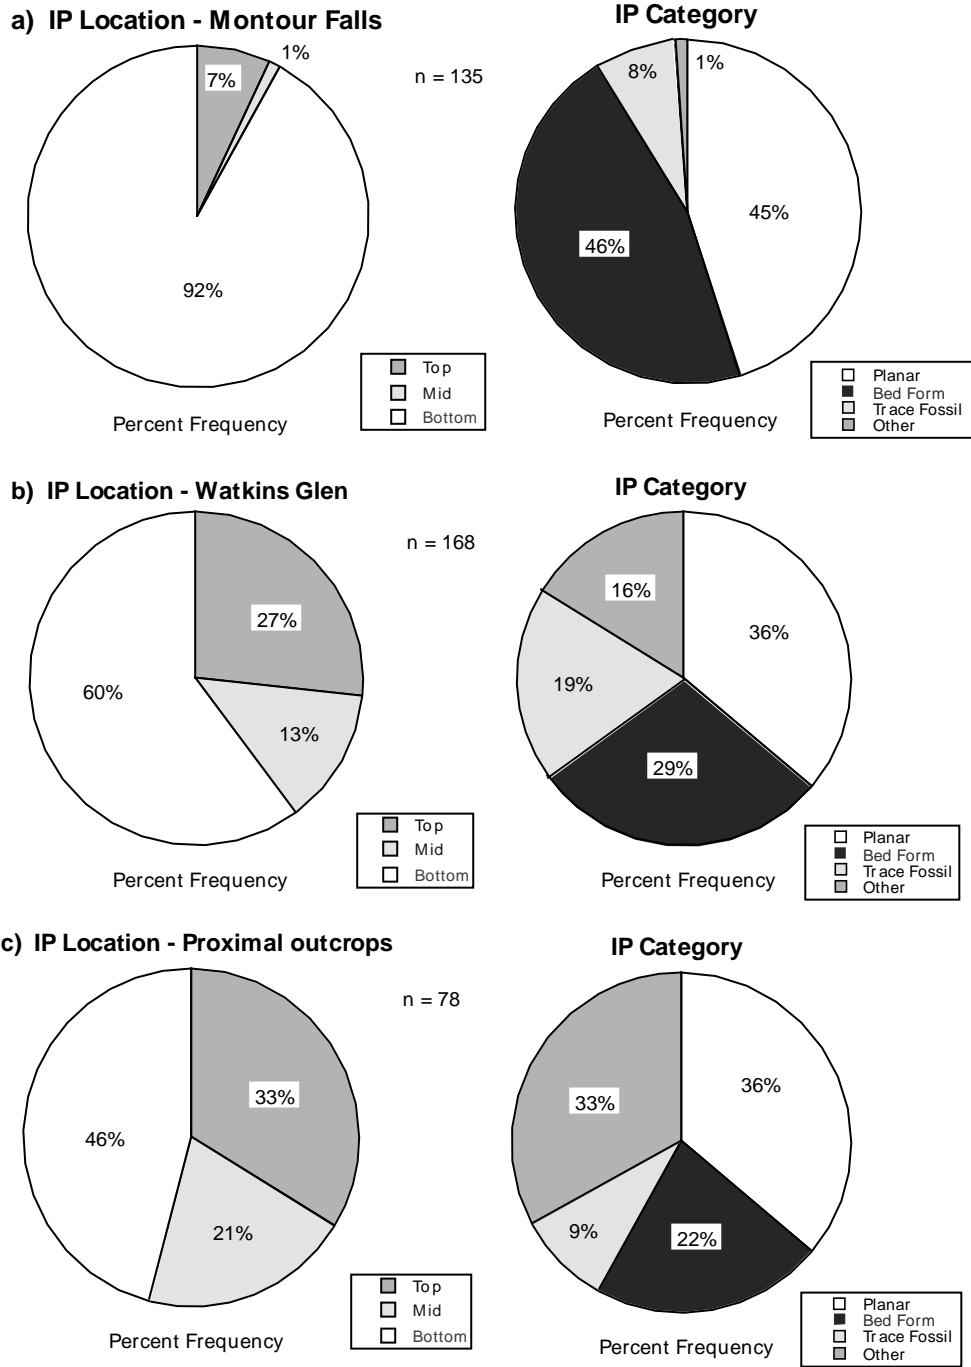 a) IP Location - Montour Falls
IP Category
7%
1%
n = 135
92%
8%
1%
45%
46%
Top
Mid
Bottom
Percent Frequency
Planar
Bed Form
Trace Fossil
Other
Percent Frequency
b) IP Location - Watkins Glen
IP Category
n = 168
27%
60%
13%
16%
36%
19%
29%
Top
Mid
Bottom
Percent Frequency
Planar
Bed Form
Trace Fossil
Other
Percent Frequency
c) IP Location - Proximal outcrops
IP Category
n = 78
33%
46%
21%
33%
36%
9%
22%
Top
Mid
Bottom
Percent Frequency
Planar
Bed Form
Trace Fossil
Other
Percent Frequency